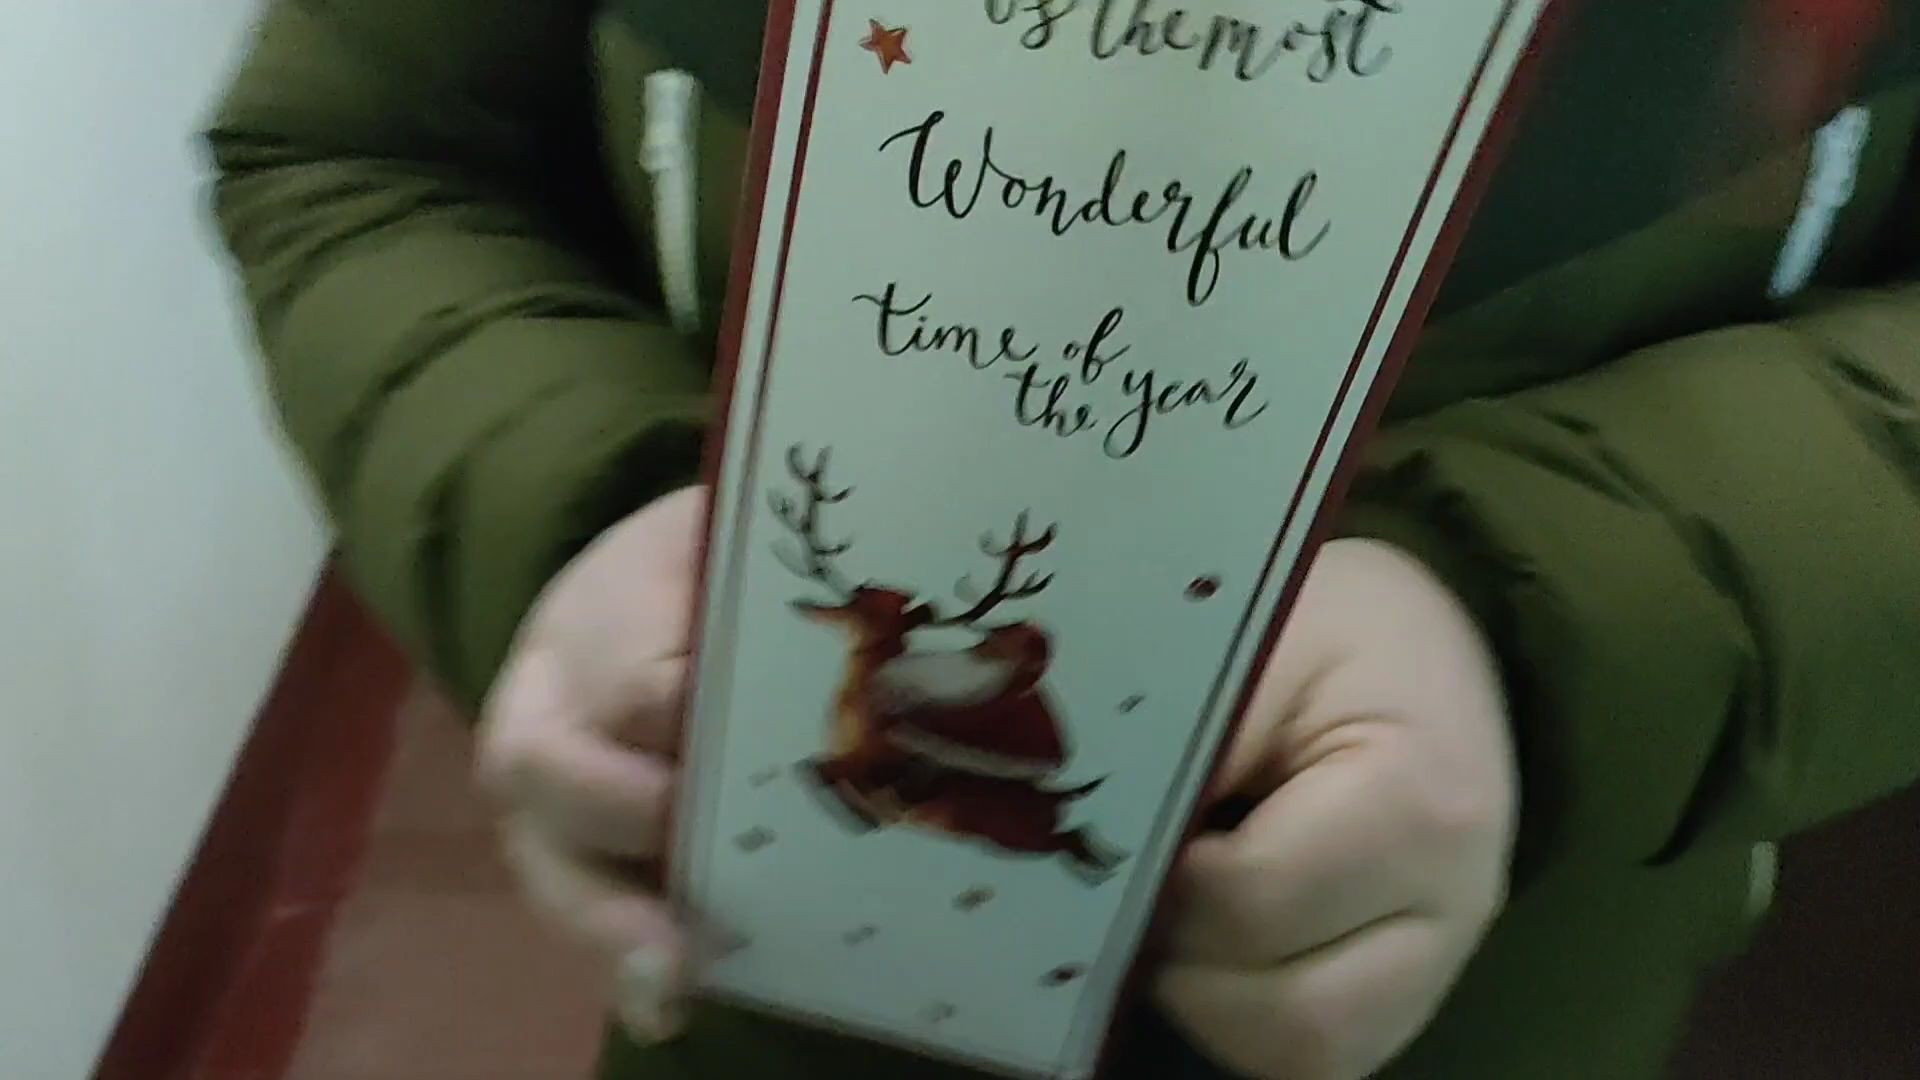 the most
Wonderful
time of
the year